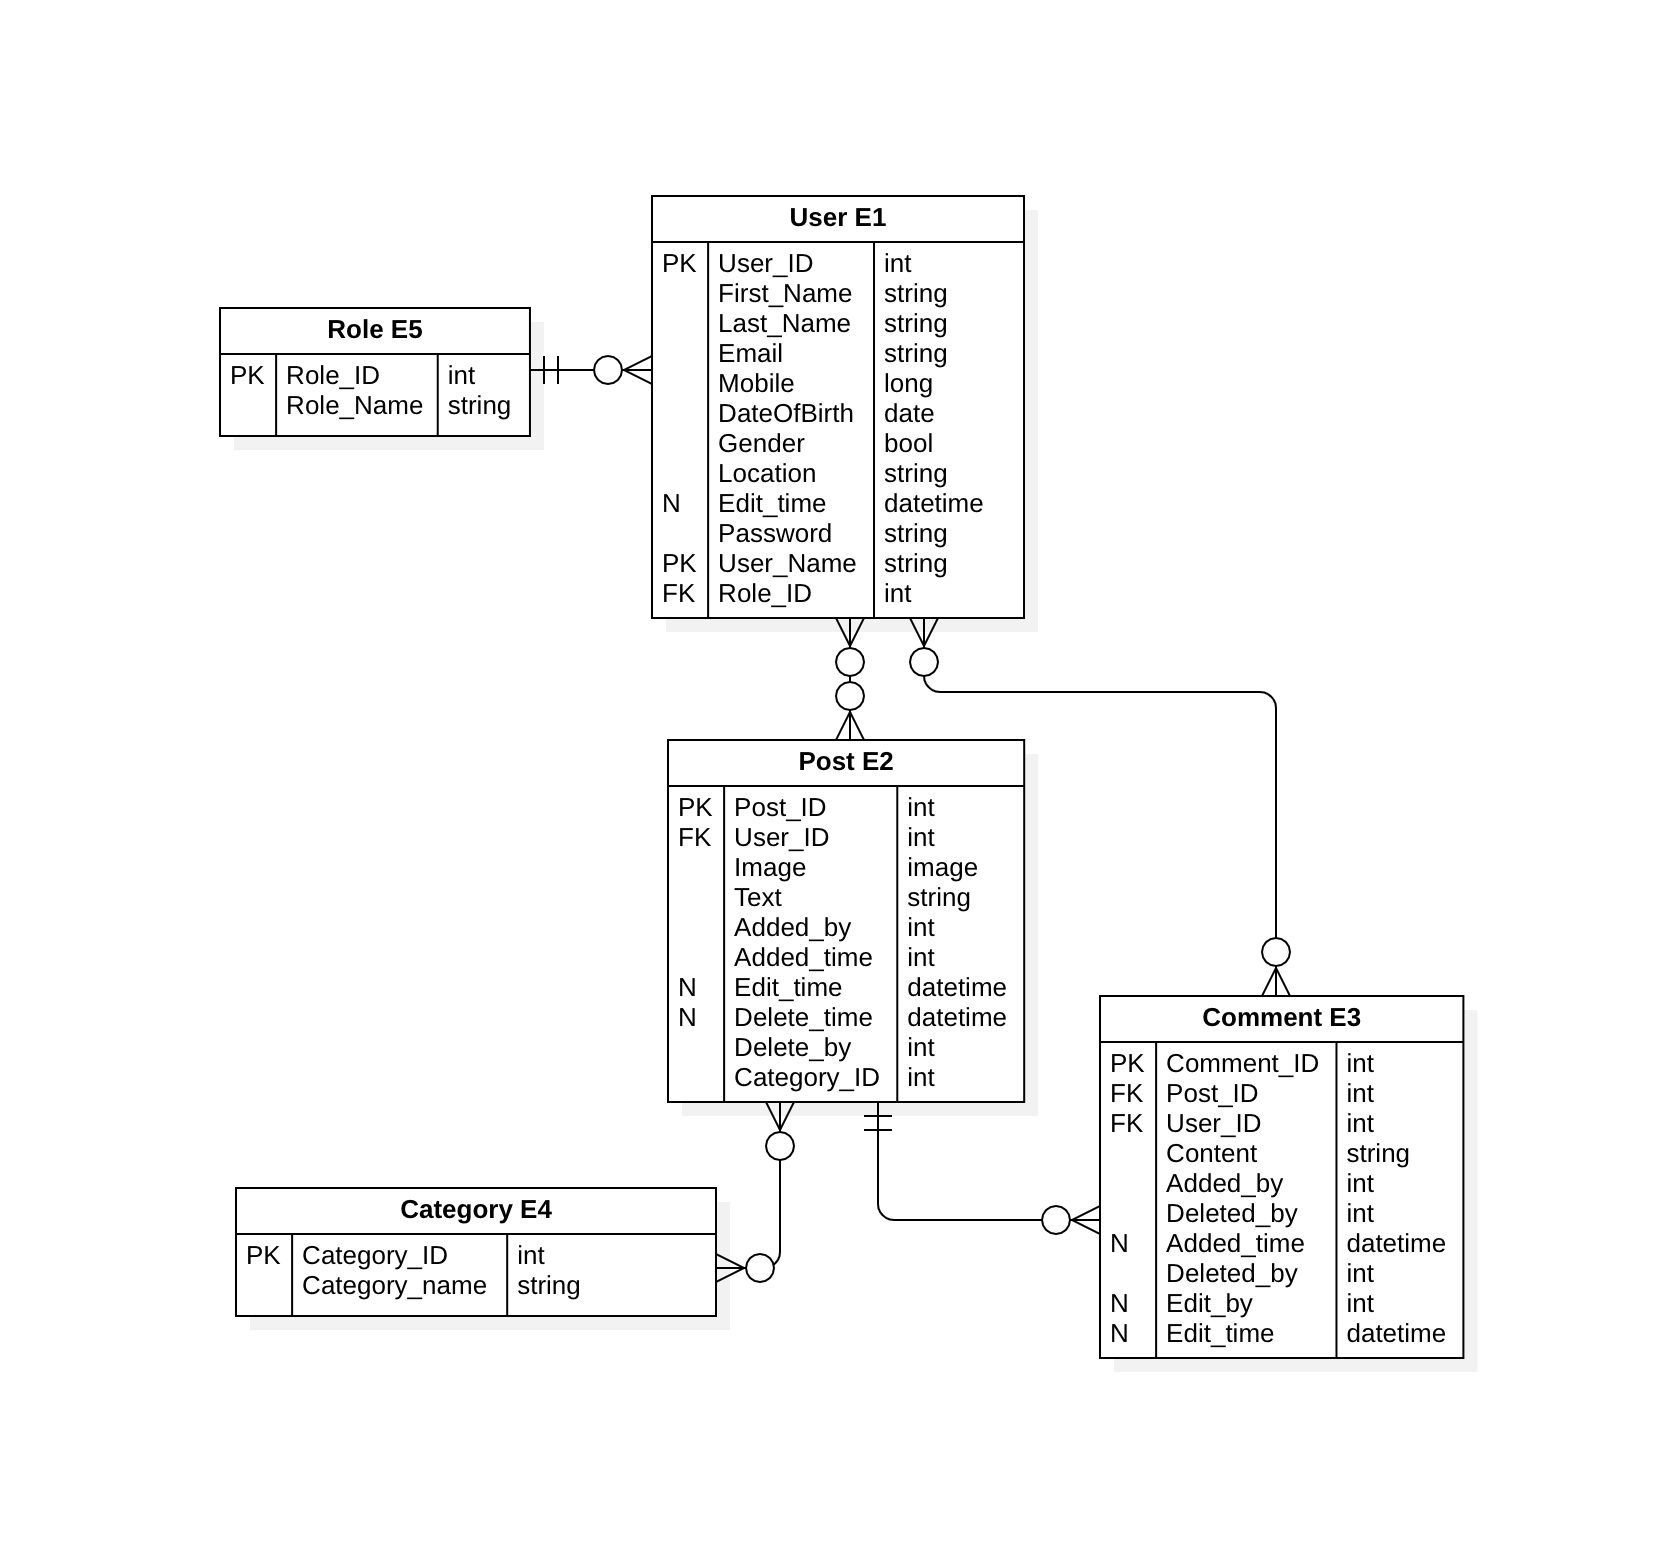 User E1
PK User_ID int
First_Name string
Last_Name string
Email string
Mobile long
DateOfBirth date
Gender bool
Location string
N Edit_time datetime
Password string
PK User_Name string
FK Role_ID int
Role E5
PK Role_ID int
Role_Name string
Post E2
PK Post_ID int
FK User_ID int
Image image
Text string
Added_by int
Added_time int
N Edit_time datetime
N Delete_time datetime
Delete_by int
Category_ID int
Comment E3
PK Comment_ID int
FK Post_ID int
FK User_ID int
Content string
Added_by int
Deleted_by int
N Added_time datetime
Deleted_by int
N Edit_by int
N Edit_time datetime
Category E4
PK Category_ID int
Category_name string